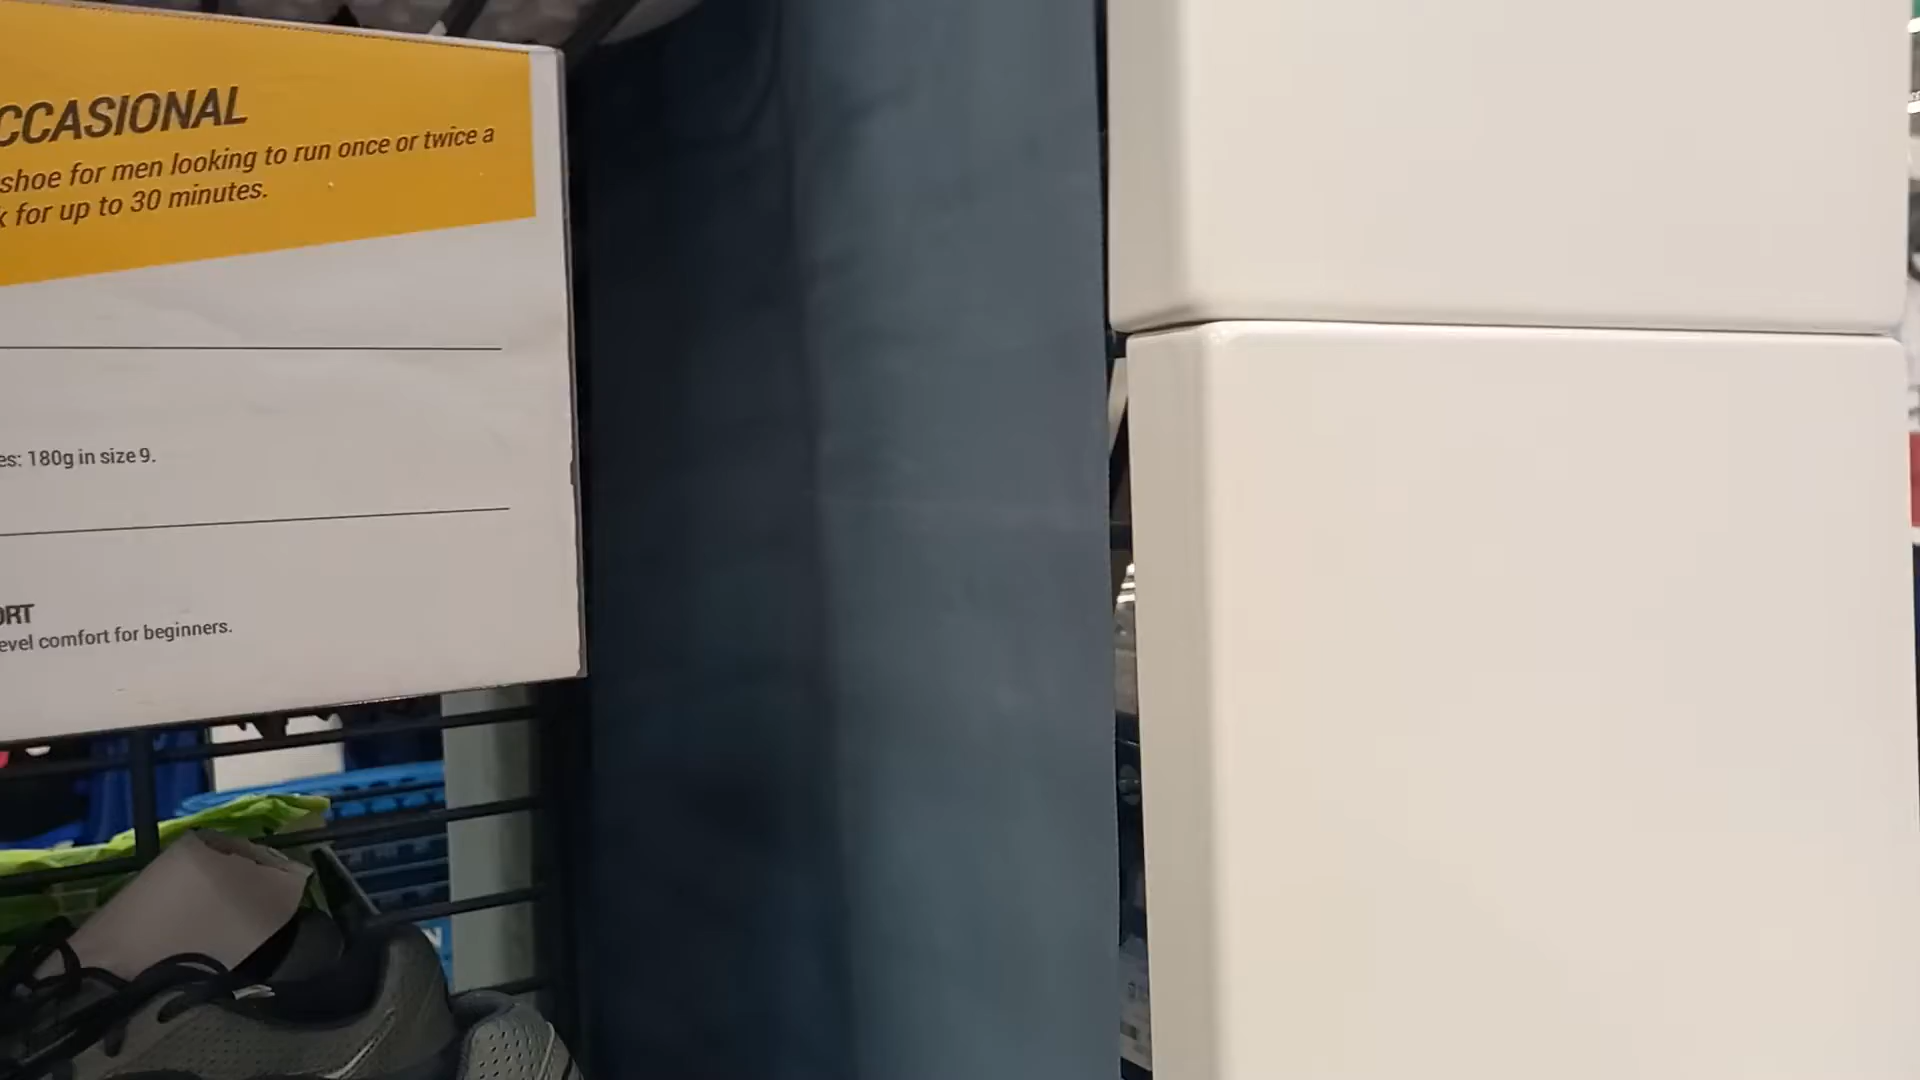 CCASIONAL
shoe for men looking to run once or twice a
k for up to 30 minutes.
es: 180g in size 9.
ORT
evel comfort for beginners.